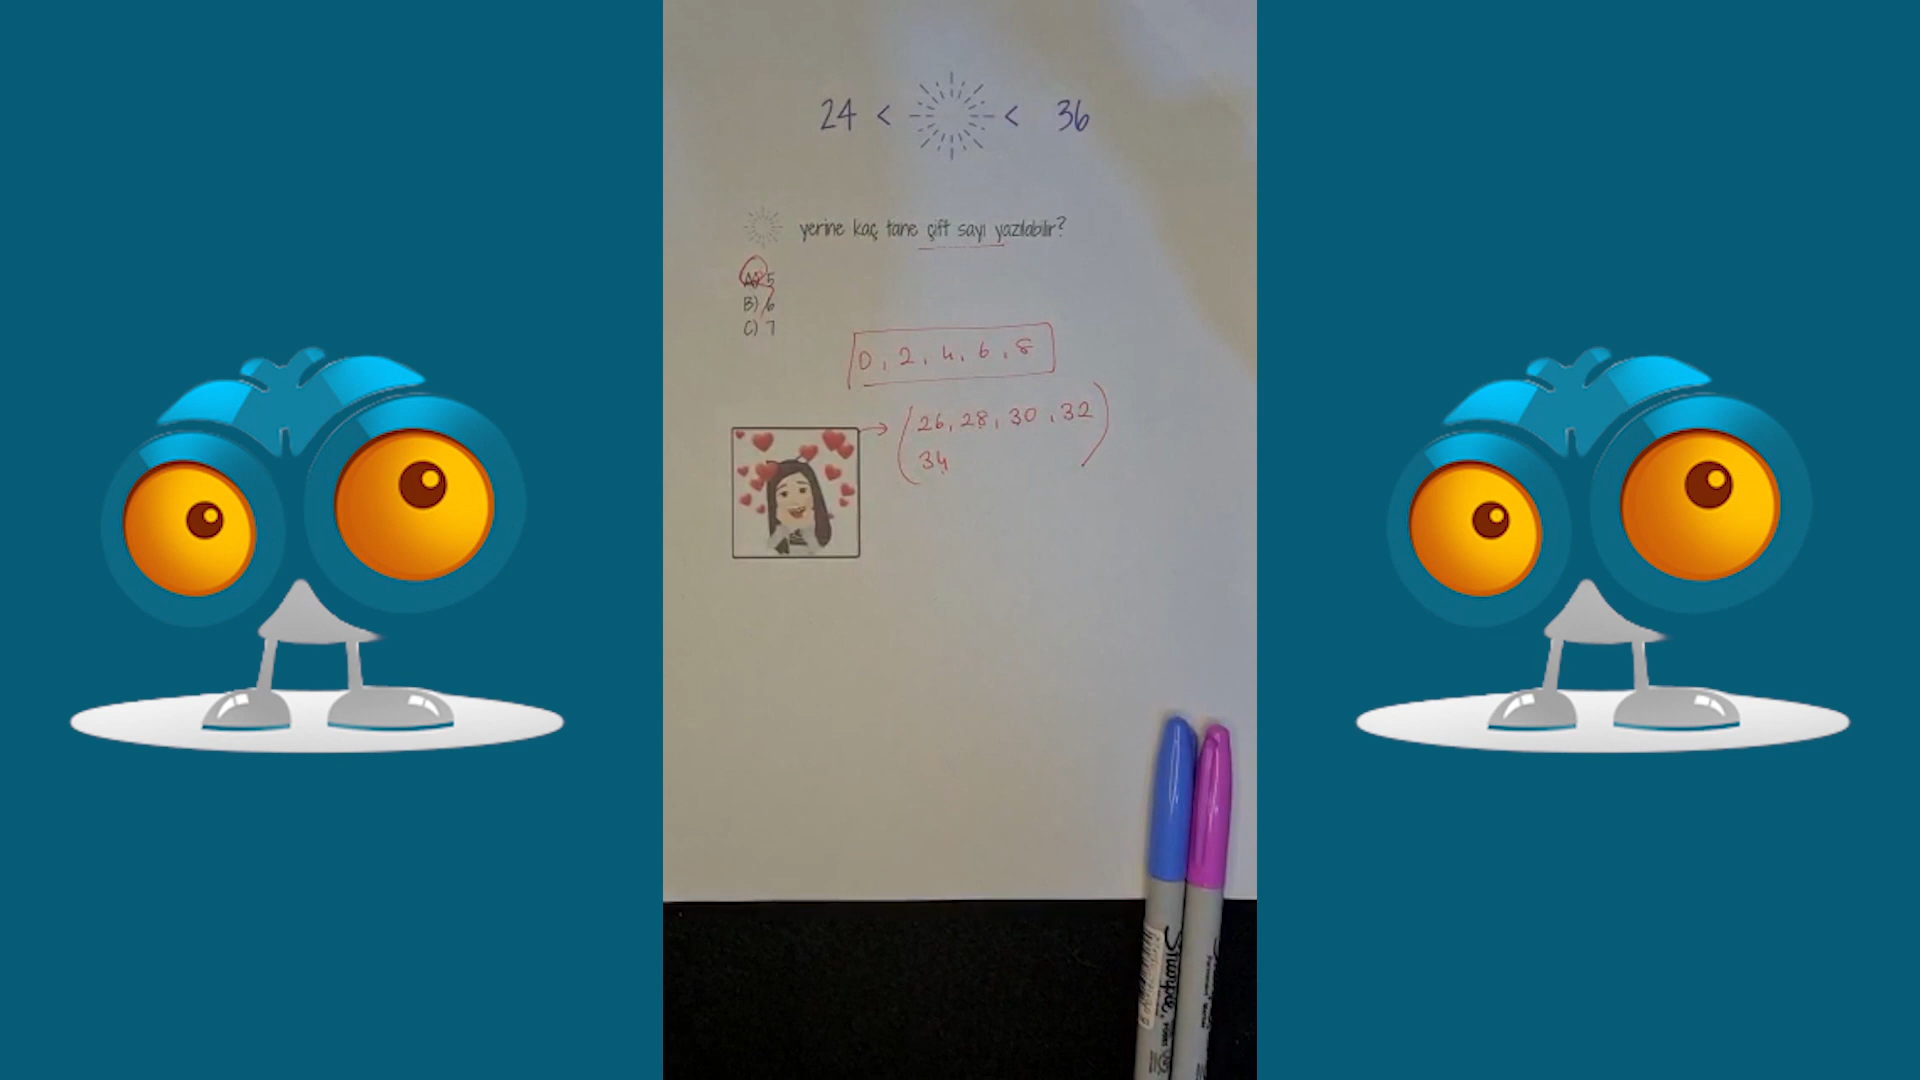 24 < < 36
yerine kaç tane çift sayı yazılabilir?
A) 5
B) 6
C) 7
0, 2, 4, 6, 8
(26, 28, 30, 32
34)
Sharpie